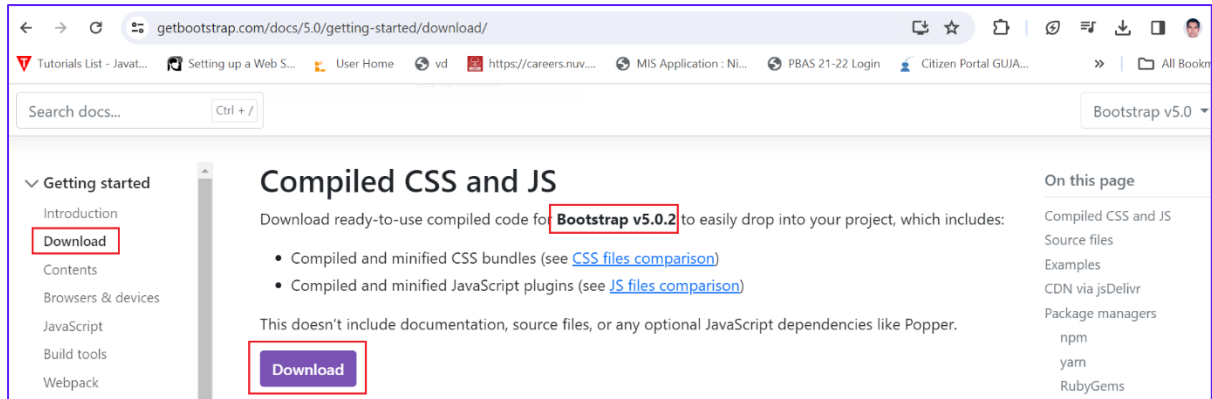 getbootstrap.com/docs/5.0/getting-started/download/
Tutorials List - Javat... Setting up a Web S... User Home vd https://careers.nuv.... MIS Application : Ni... PBAS 21-22 Login Citizen Portal GUJA... » All Bookm
Search docs... Ctrl + / Bootstrap v5.0
Getting started
Introduction
Download
Contents
Browsers & devices
JavaScript
Build tools
Webpack
Compiled CSS and JS
Download ready-to-use compiled code for Bootstrap v5.0.2 to easily drop into your project, which includes:
• Compiled and minified CSS bundles (see CSS files comparison)
• Compiled and minified JavaScript plugins (see JS files comparison)
This doesn’t include documentation, source files, or any optional JavaScript dependencies like Popper.
Download
On this page
Compiled CSS and JS
Source files
Examples
CDN via jsDelivr
Package managers
npm
yarn
RubyGems